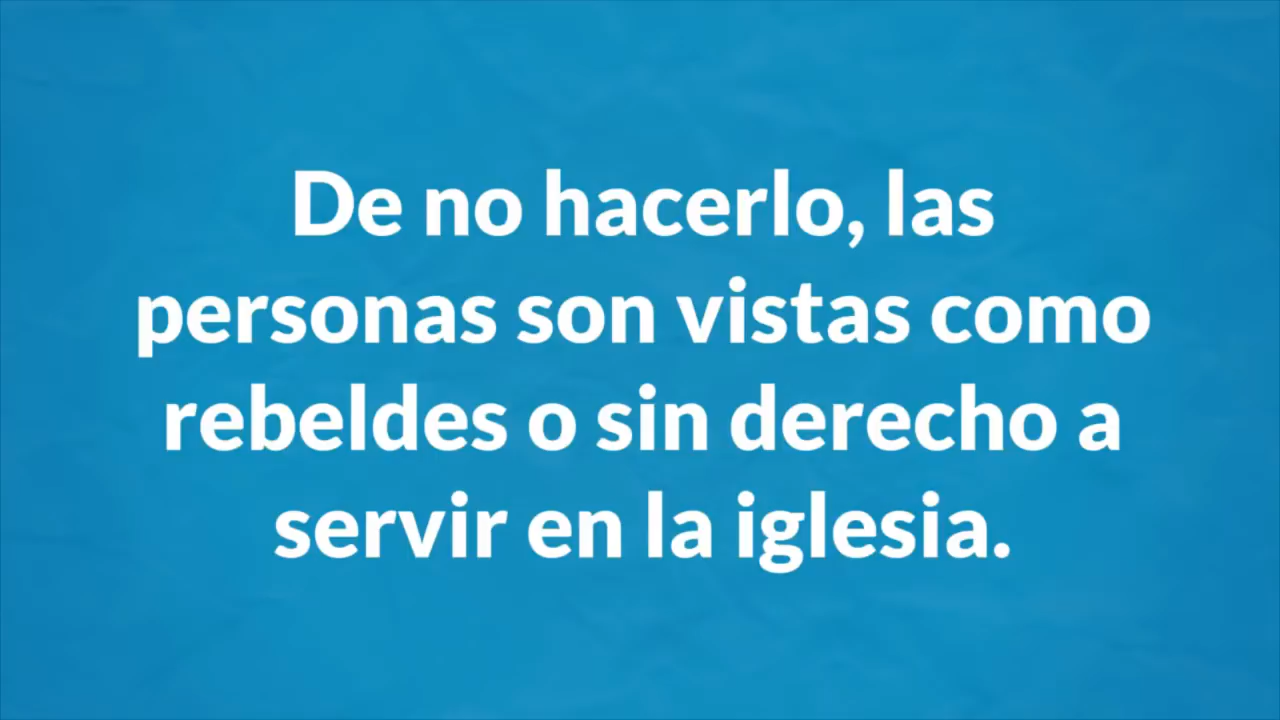 De no hacerlo, las
personas son vistas como
rebeldes o sin derecho a
servir en la iglesia.